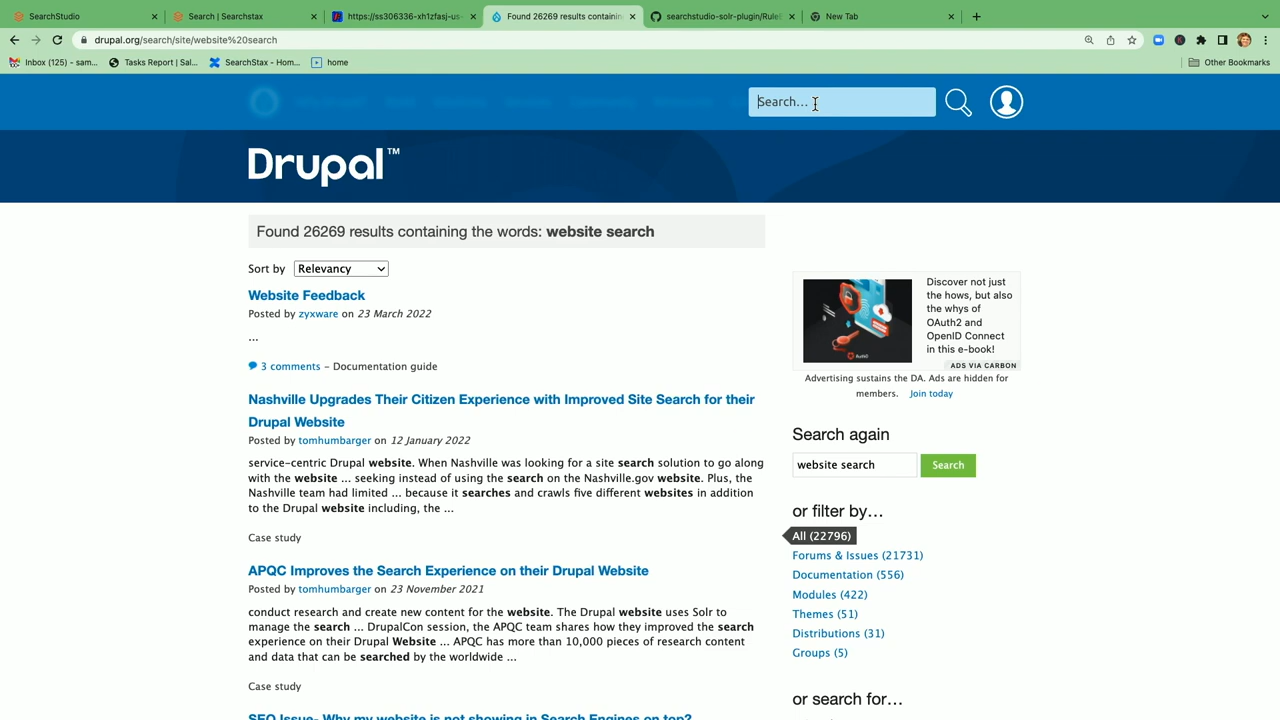 SearchStudio
Search | Searchstax
https://ss306336-xh1zfasj-us-
Found 26269 results containin
searchstudio-solr-plugin/Rule
New Tab
drupal.org/search/site/website%20search
Inbox (125) - sam...
Tasks Report | Sal...
SearchStax - Hom...
home
Other Bookmarks
Search...
Drupal™
Found 26269 results containing the words: website search
Sort by Relevancy
Website Feedback
Posted by zyxware on 23 March 2022
...
3 comments – Documentation guide
Nashville Upgrades Their Citizen Experience with Improved Site Search for their
Drupal Website
Posted by tomhumbarger on 12 January 2022
service-centric Drupal website. When Nashville was looking for a site search solution to go along
with the website ... seeking instead of using the search on the Nashville.gov website. Plus, the
Nashville team had limited ... because it searches and crawls five different websites in addition
to the Drupal website including, the ...
Case study
APQC Improves the Search Experience on their Drupal Website
Posted by tomhumbarger on 23 November 2021
conduct research and create new content for the website. The Drupal website uses Solr to
manage the search ... DrupalCon session, the APQC team shares how they improved the search
experience on their Drupal Website ... APQC has more than 10,000 pieces of research content
and data that can be searched by the worldwide ...
Case study
SEO Issue- Why my website is not showing in Search Engines on top?
Discover not just
the hows, but also
the whys of
OAuth2 and
OpenID Connect
in this e-book!
ADS VIA CARBON
Advertising sustains the DA. Ads are hidden for
members. Join today
Search again
website search
Search
or filter by...
All (22796)
Forums & Issues (21731)
Documentation (556)
Modules (422)
Themes (51)
Distributions (31)
Groups (5)
or search for...